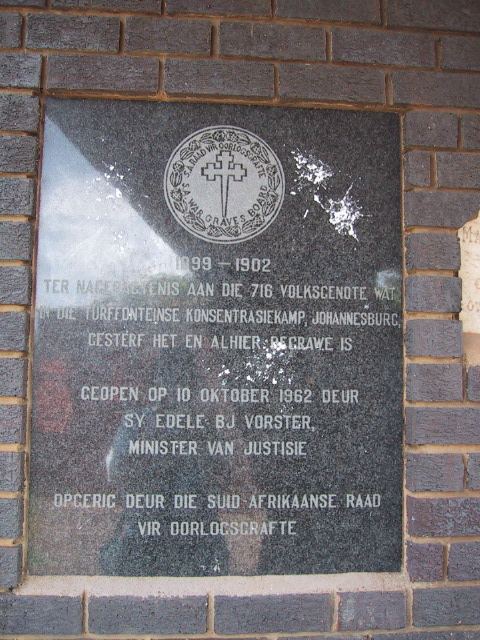 S.A. RAAD VIR OORLOGSGRAFTE
S.A. WAR GRAVES BOARD
1899 – 1902
TER NAGEDAGTENIS AAN DIE 716 VOLKSGENOTE WAT
IN DIE TURFFONTEINSE KONSENTRASIEKAMP, JOHANNESBURG,
GESTERF HET EN ALHIER BEGRAWE IS
GEOPEN OP 10 OKTOBER 1962 DEUR
SY EDELE BJ VORSTER,
MINISTER VAN JUSTISIE
OPGERIG DEUR DIE SUID-AFRIKAANSE RAAD
VIR OORLOGSGRAFTE